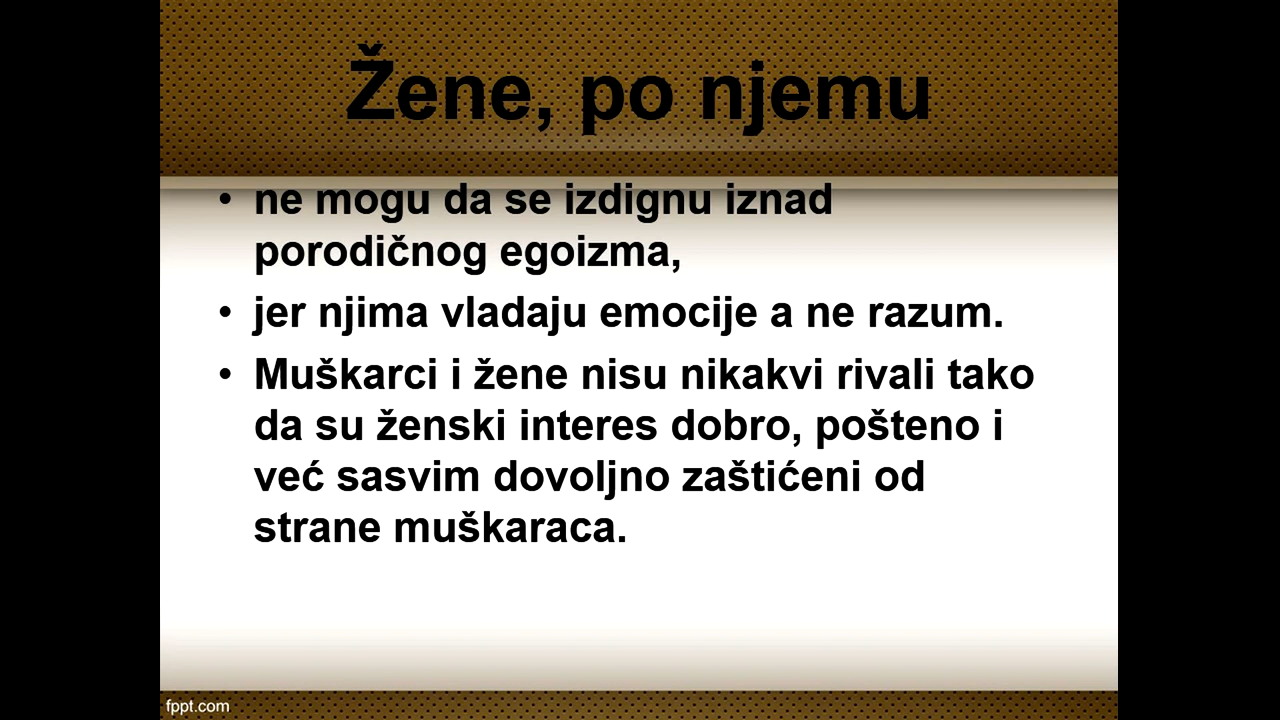 Žene, po njemu
• ne mogu da se izdignu iznad
porodičnog egoizma,
• jer njima vladaju emocije a ne razum.
• Muškarci i žene nisu nikakvi rivali tako
da su ženski interes dobro, pošteno i
već sasvim dovoljno zaštićeni od
strane muškaraca.
fppt.com